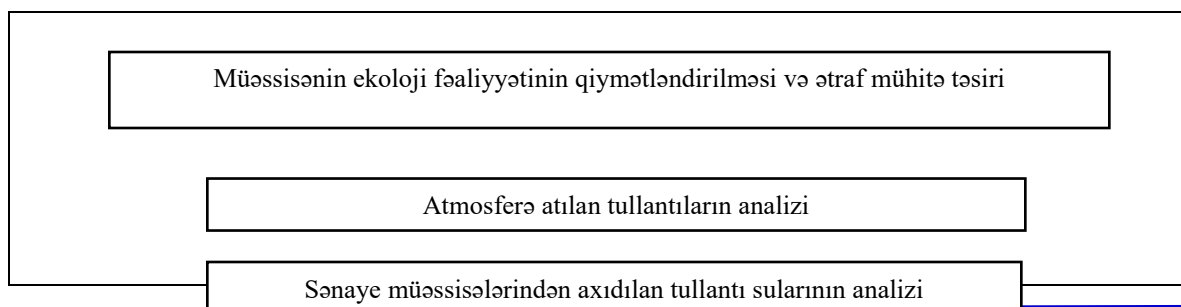 Müəssisənin ekoloji fəaliyyətinin qiymətləndirilməsi və ətraf mühitə təsiri
Atmosferə atılan tullantıların analizi
Sənaye müəssisələrindən axıdılan tullantı sularının analizi